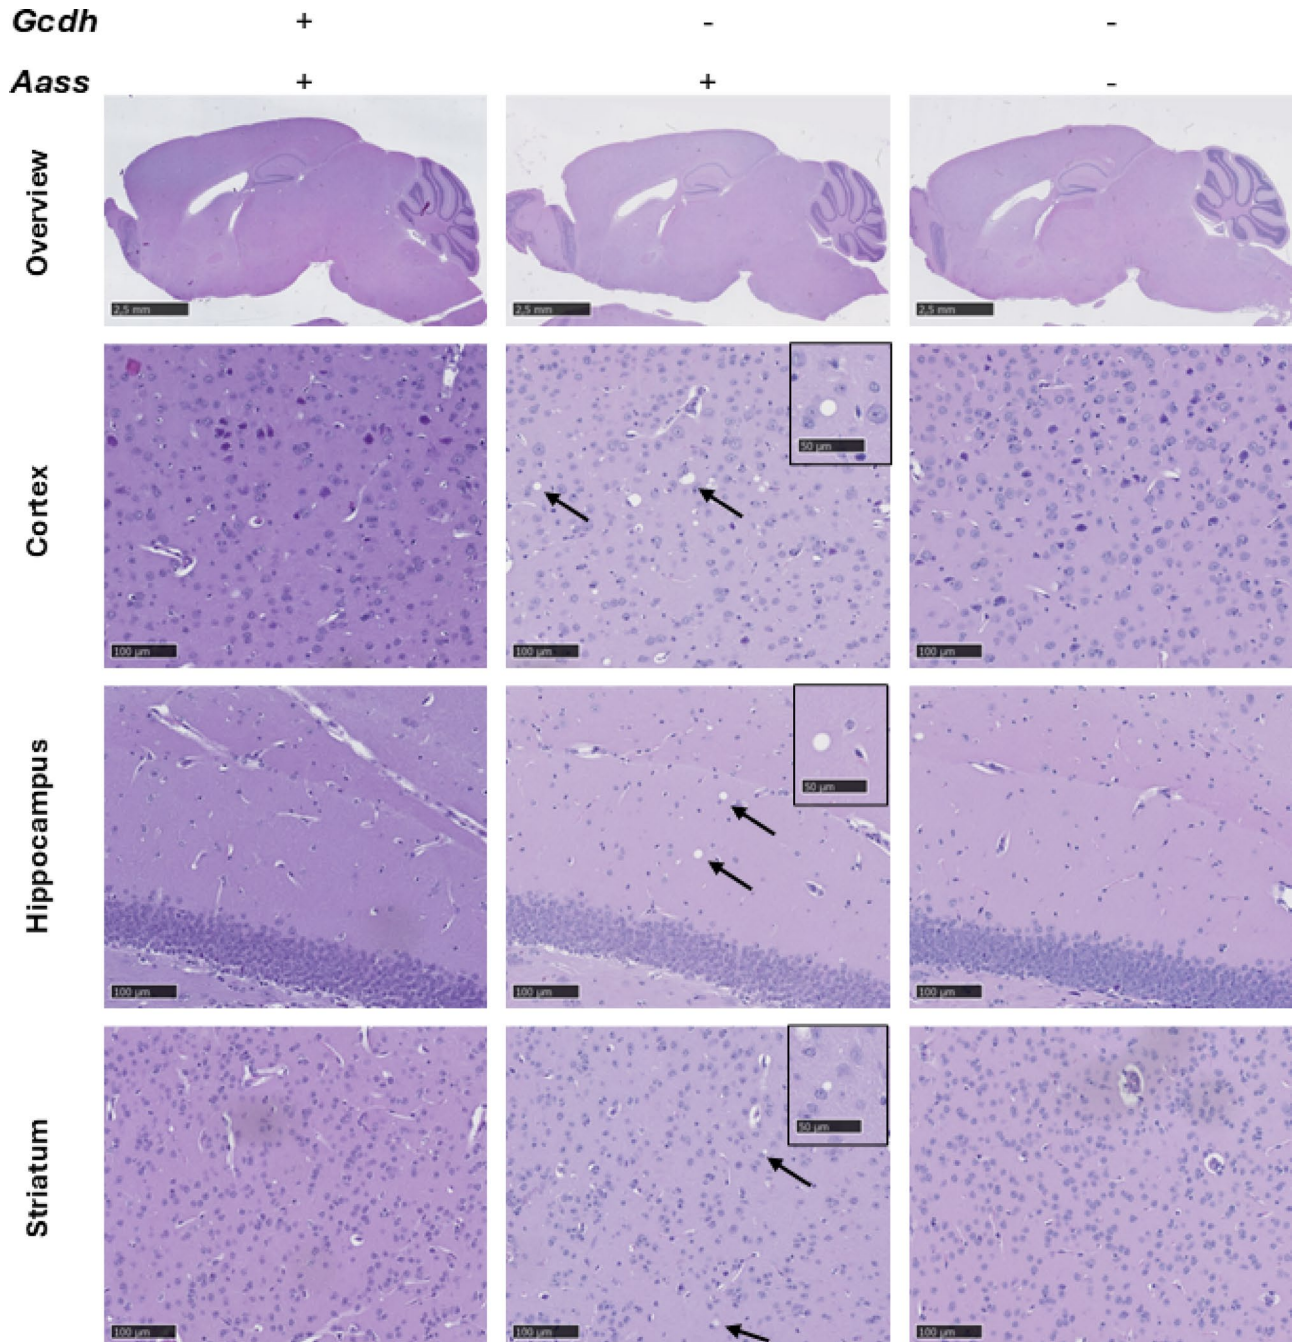 Gcdh + - -
Aass + + -
Overview
2,5 mm 2,5 mm 2,5 mm
Cortex
50 µm
100 µm 100 µm 100 µm
Hippocampus
50 µm
100 µm 100 µm 100 µm
Striatum
50 µm
100 µm 100 µm 100 µm